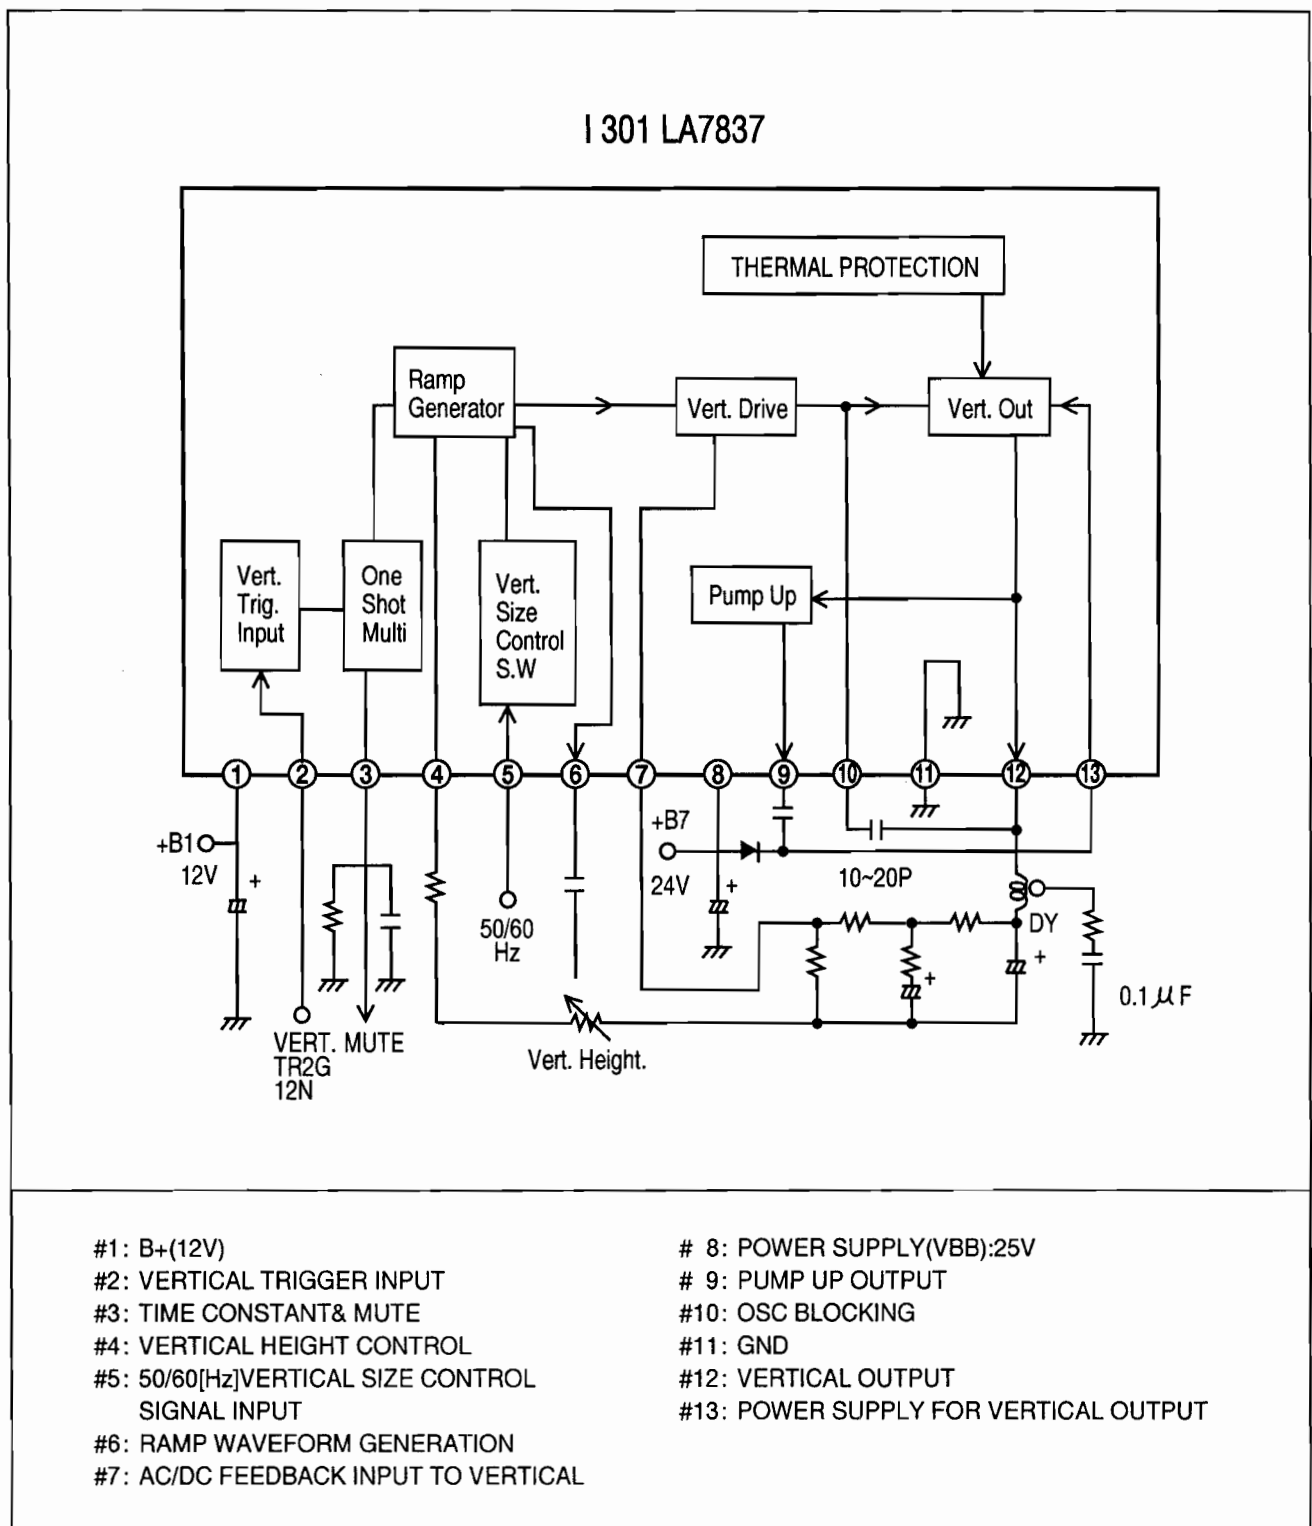 I 301 LA7837
THERMAL PROTECTION
Ramp
Generator
Vert. Drive
Vert. Out
Vert.
Trig.
Input
One
Shot
Multi
Vert.
Size
Control
S.W
Pump Up
1 2 3 4 5 6 7 8 9 10 11 12 13
+B1
12V
+
+B7
24V
+
10~20P
50/60
Hz
DY
+
+
0.1μF
VERT. MUTE
TR2G
12N
Vert. Height.
#1: B+(12V)
#2: VERTICAL TRIGGER INPUT
#3: TIME CONSTANT& MUTE
#4: VERTICAL HEIGHT CONTROL
#5: 50/60[Hz]VERTICAL SIZE CONTROL
SIGNAL INPUT
#6: RAMP WAVEFORM GENERATION
#7: AC/DC FEEDBACK INPUT TO VERTICAL
# 8: POWER SUPPLY(VBB):25V
# 9: PUMP UP OUTPUT
#10: OSC BLOCKING
#11: GND
#12: VERTICAL OUTPUT
#13: POWER SUPPLY FOR VERTICAL OUTPUT